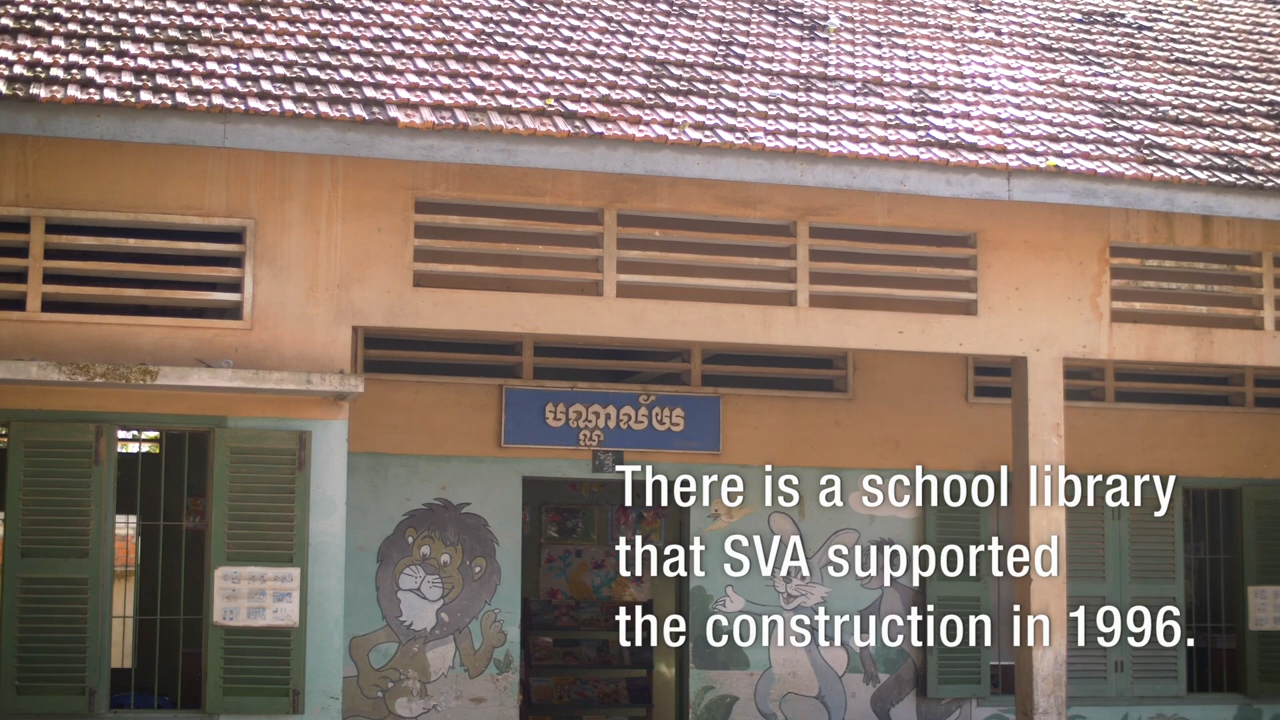 បណ្ណាល័យ
There is a school library
that SVA supported
the construction in 1996.